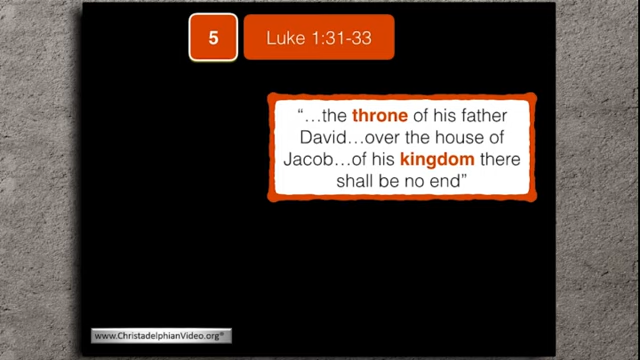 5
Luke 1:31-33
“…the throne of his father
David…over the house of
Jacob…of his kingdom there
shall be no end”
www.ChristadelphianVideo.org®